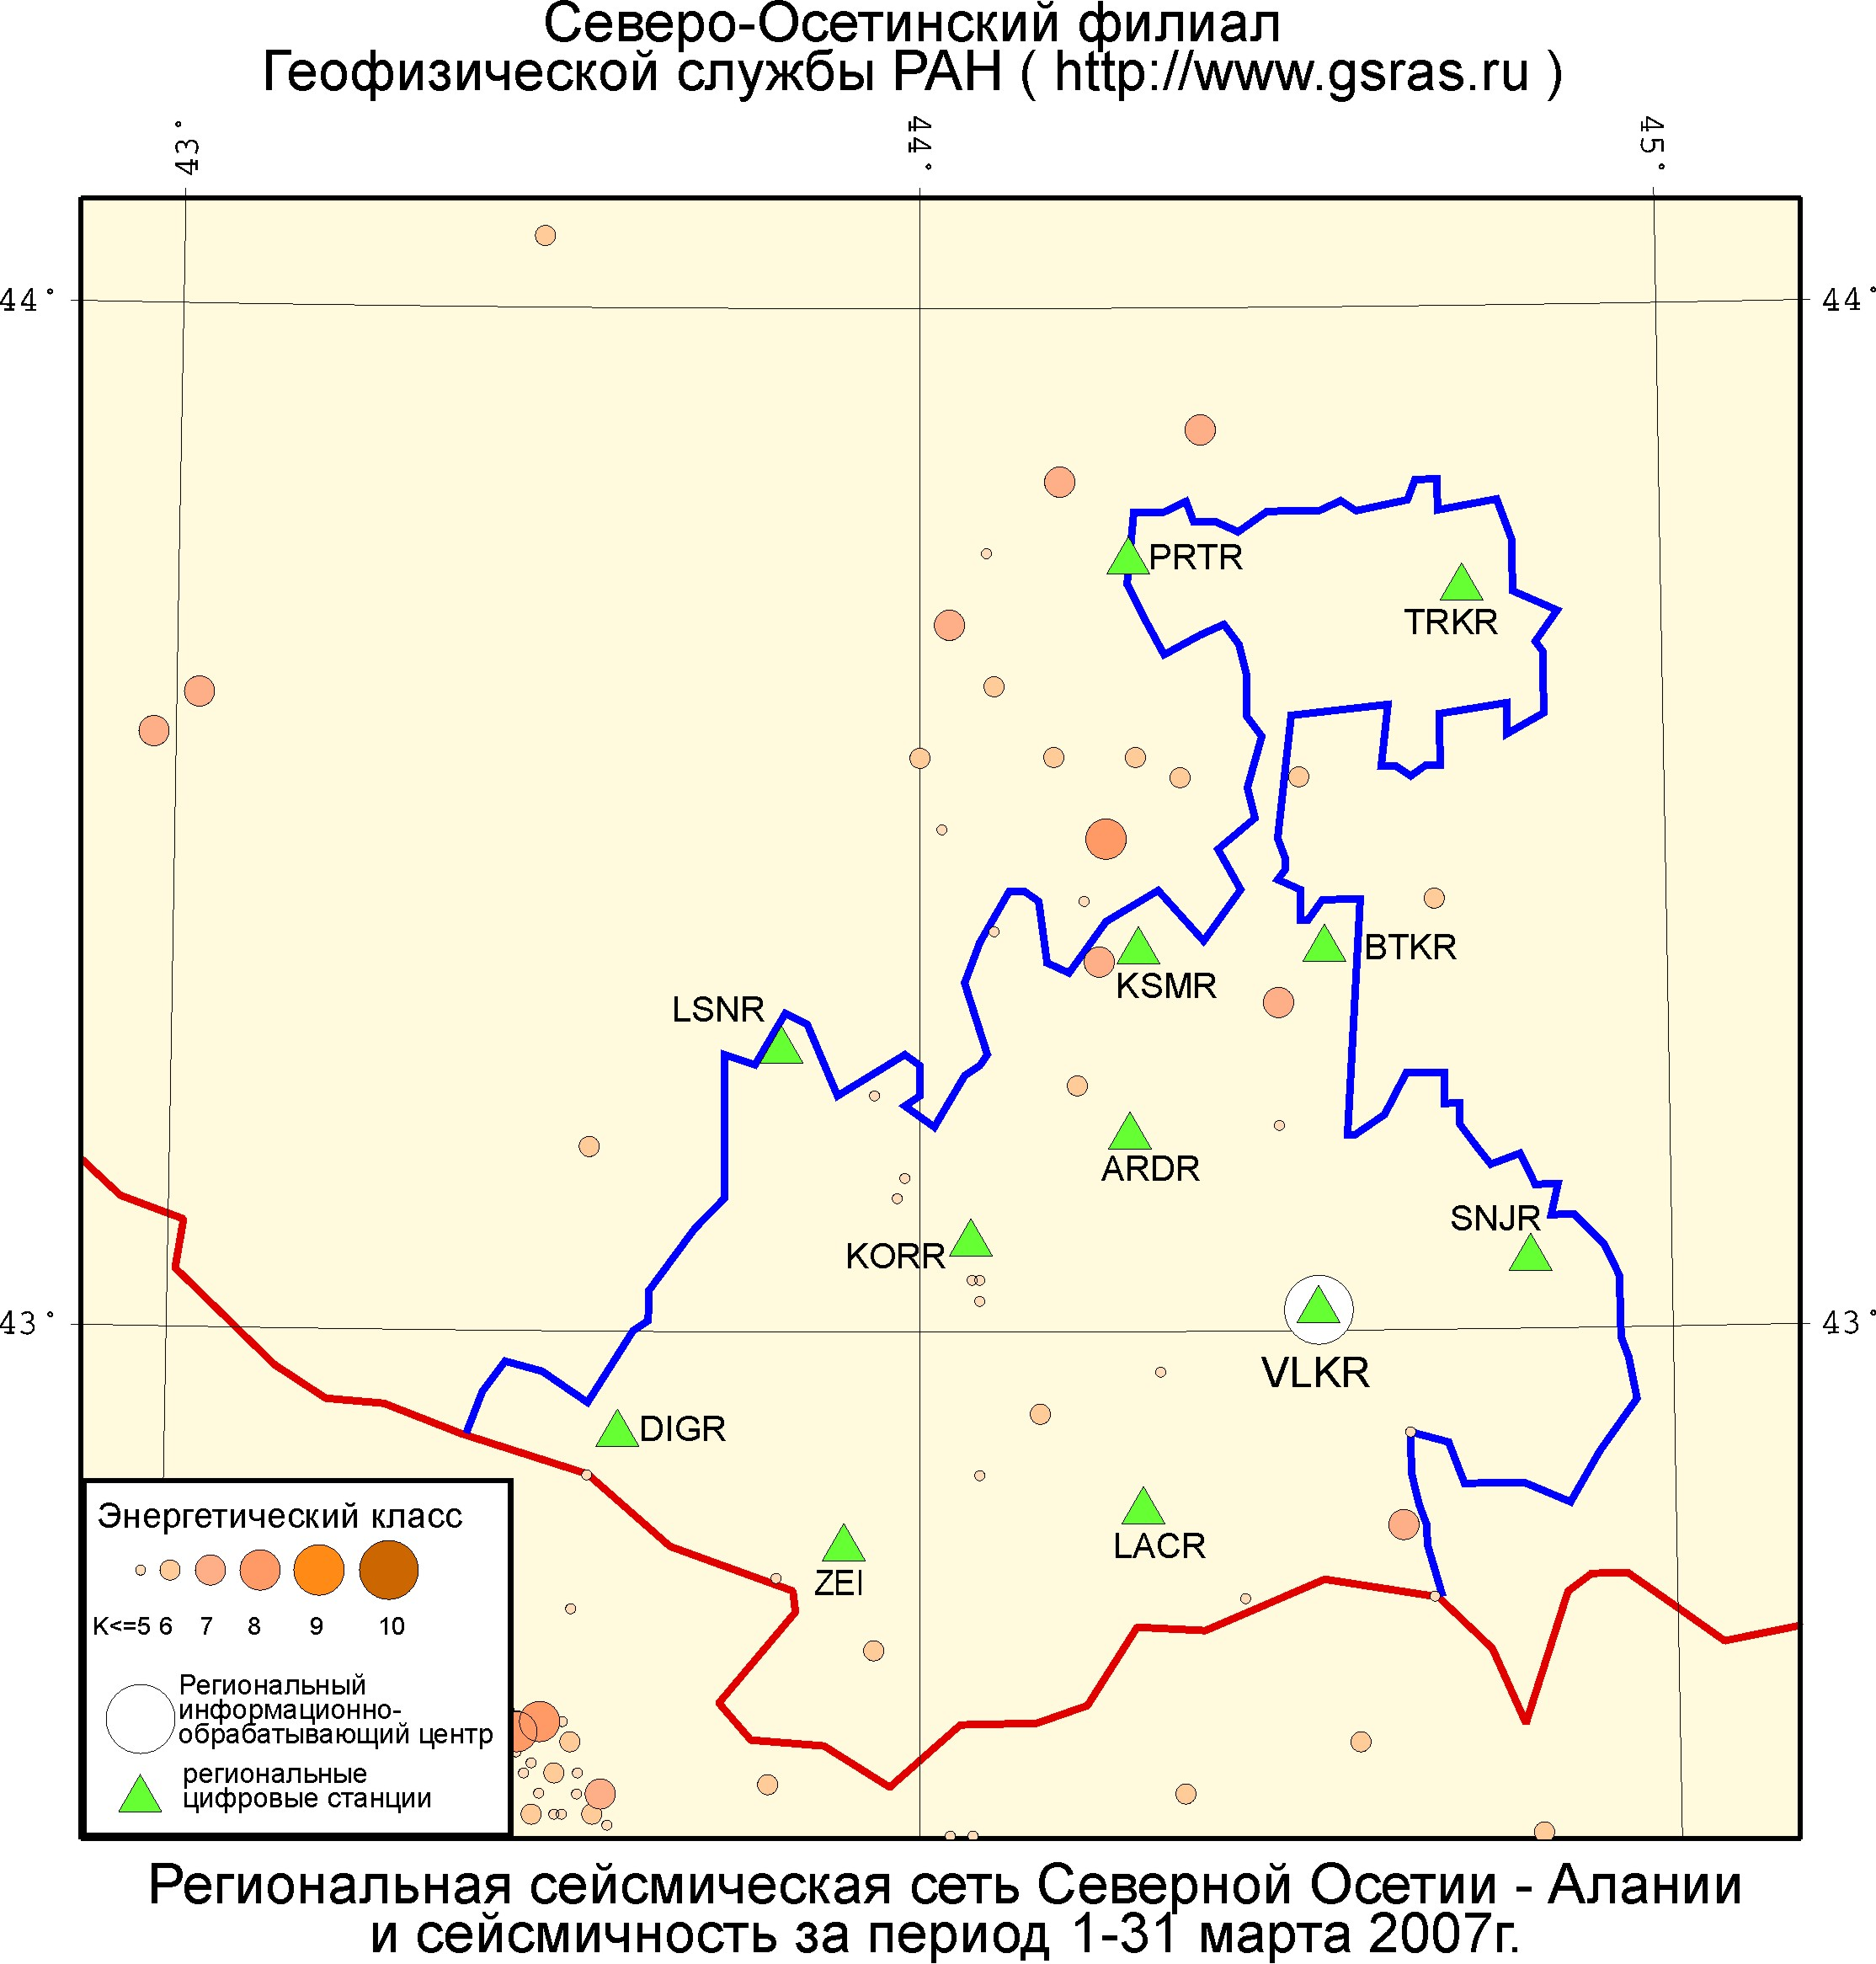 Северо-Осетинский филиал
Геофизической службы РАН ( http://www.gsras.ru )
43°
44°
45°
44°
44°
PRTR
TRKR
KSMR
BTKR
LSNR
ARDR
SNJR
KORR
43°
43°
VLKR
DIGR
LACR
ZEI
Энергетический класс
K<=5 6 7 8 9 10
Региональный
информационно-
обрабатывающий центр
региональные
цифровые станции
Региональная сейсмическая сеть Северной Осетии - Алании
и сейсмичность за период 1-31 марта 2007г.